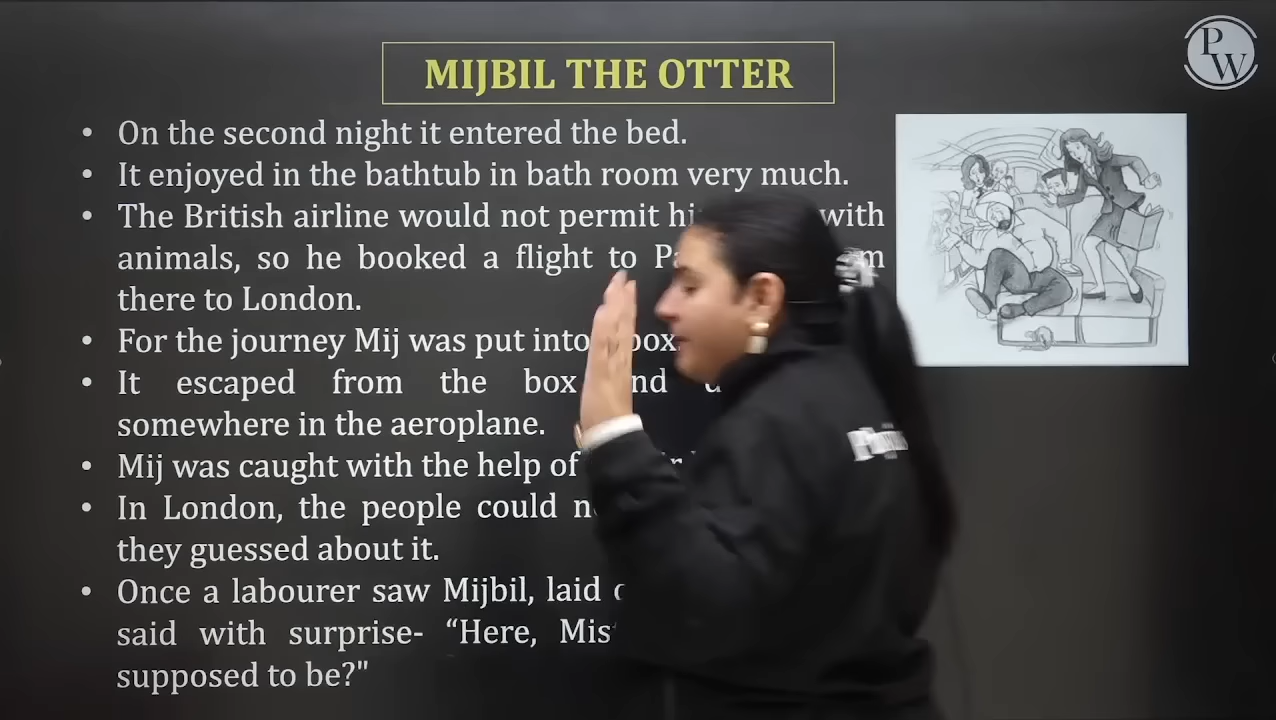 P
W
MIJBIL THE OTTER
• On the second night it entered the bed.
• It enjoyed in the bathtub in bath room very much.
• The British airline would not permit with
animals, so he booked a flight to
there to London.
• For the journey Mij was put into box
• It escaped from the box
somewhere in the aeroplane.
• Mij was caught with the help of
• In London, the people could
they guessed about it.
• Once a labourer saw Mijbil, laid
said with surprise- “Here,
supposed to be?"